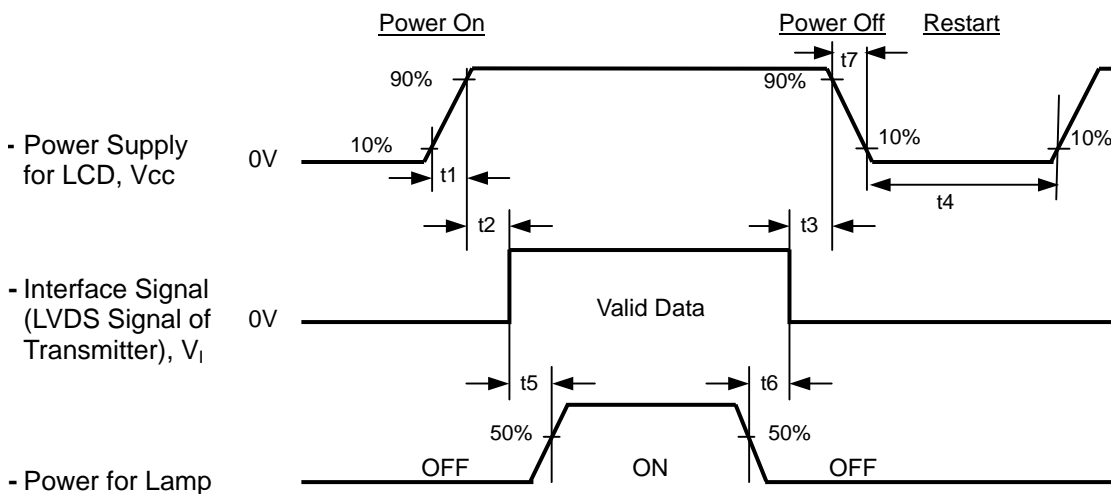 Power On
Power Off
Restart
t7
90%
90%
- Power Supply
for LCD, Vcc
0V
10%
10%
10%
t1
t4
t2
t3
- Interface Signal
(LVDS Signal of
Transmitter), VI
0V
Valid Data
t5
t6
50%
50%
- Power for Lamp
OFF
ON
OFF